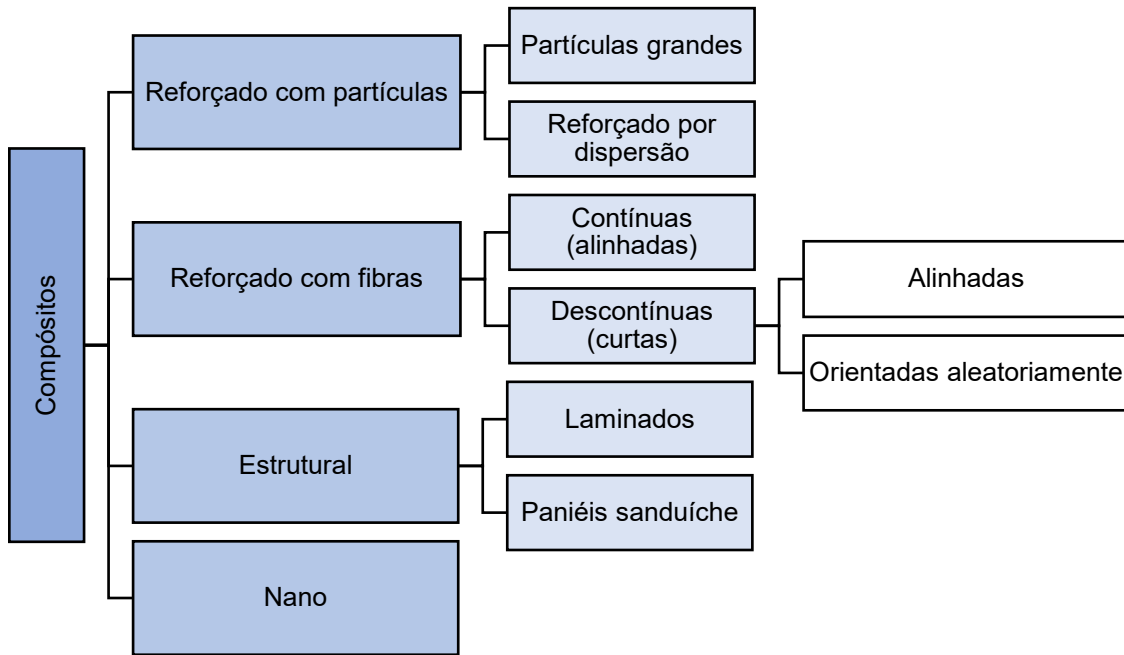 Compósitos
Reforçado com partículas
Partículas grandes
Reforçado por
dispersão
Reforçado com fibras
Contínuas
(alinhadas)
Descontínuas
(curtas)
Alinhadas
Orientadas aleatoriamente
Estrutural
Laminados
Paniéis sanduíche
Nano